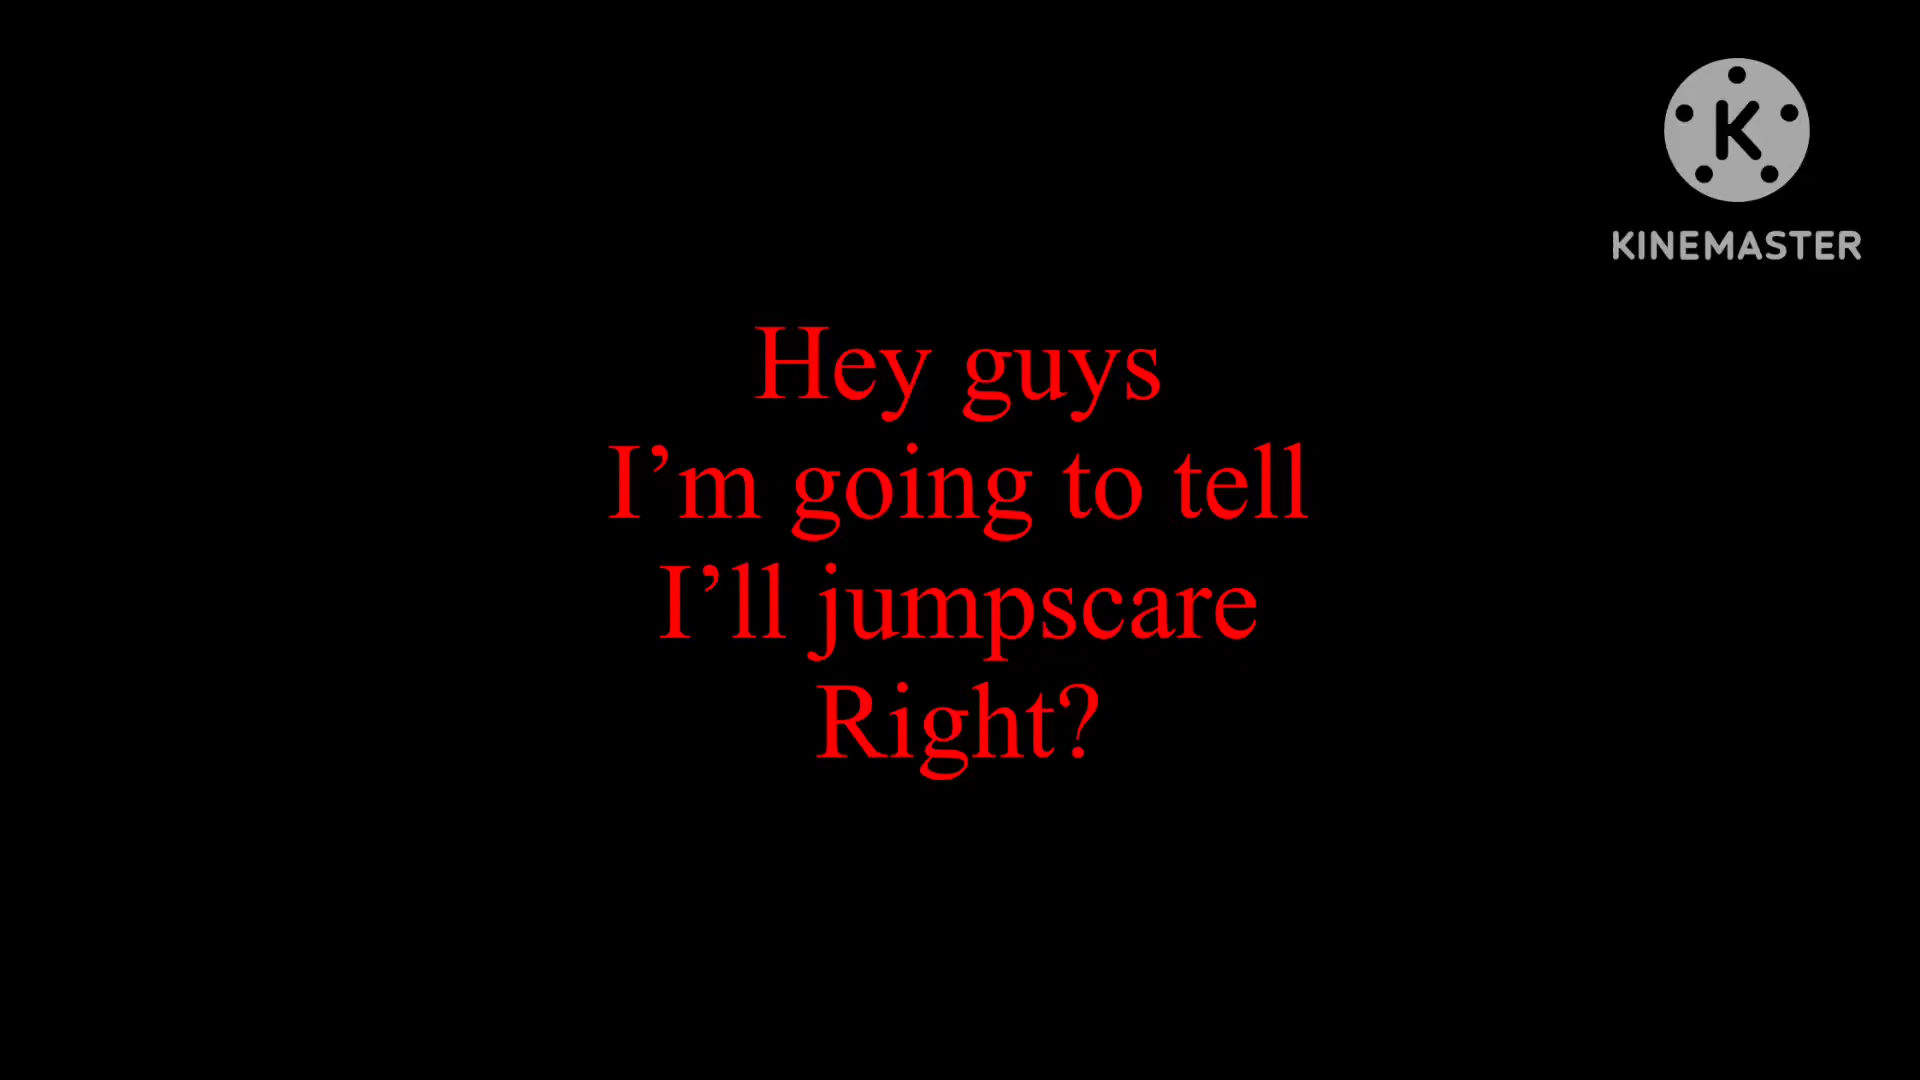 K
KINEMASTER
Hey guys
I’m going to tell
I’ll jumpscare
Right?